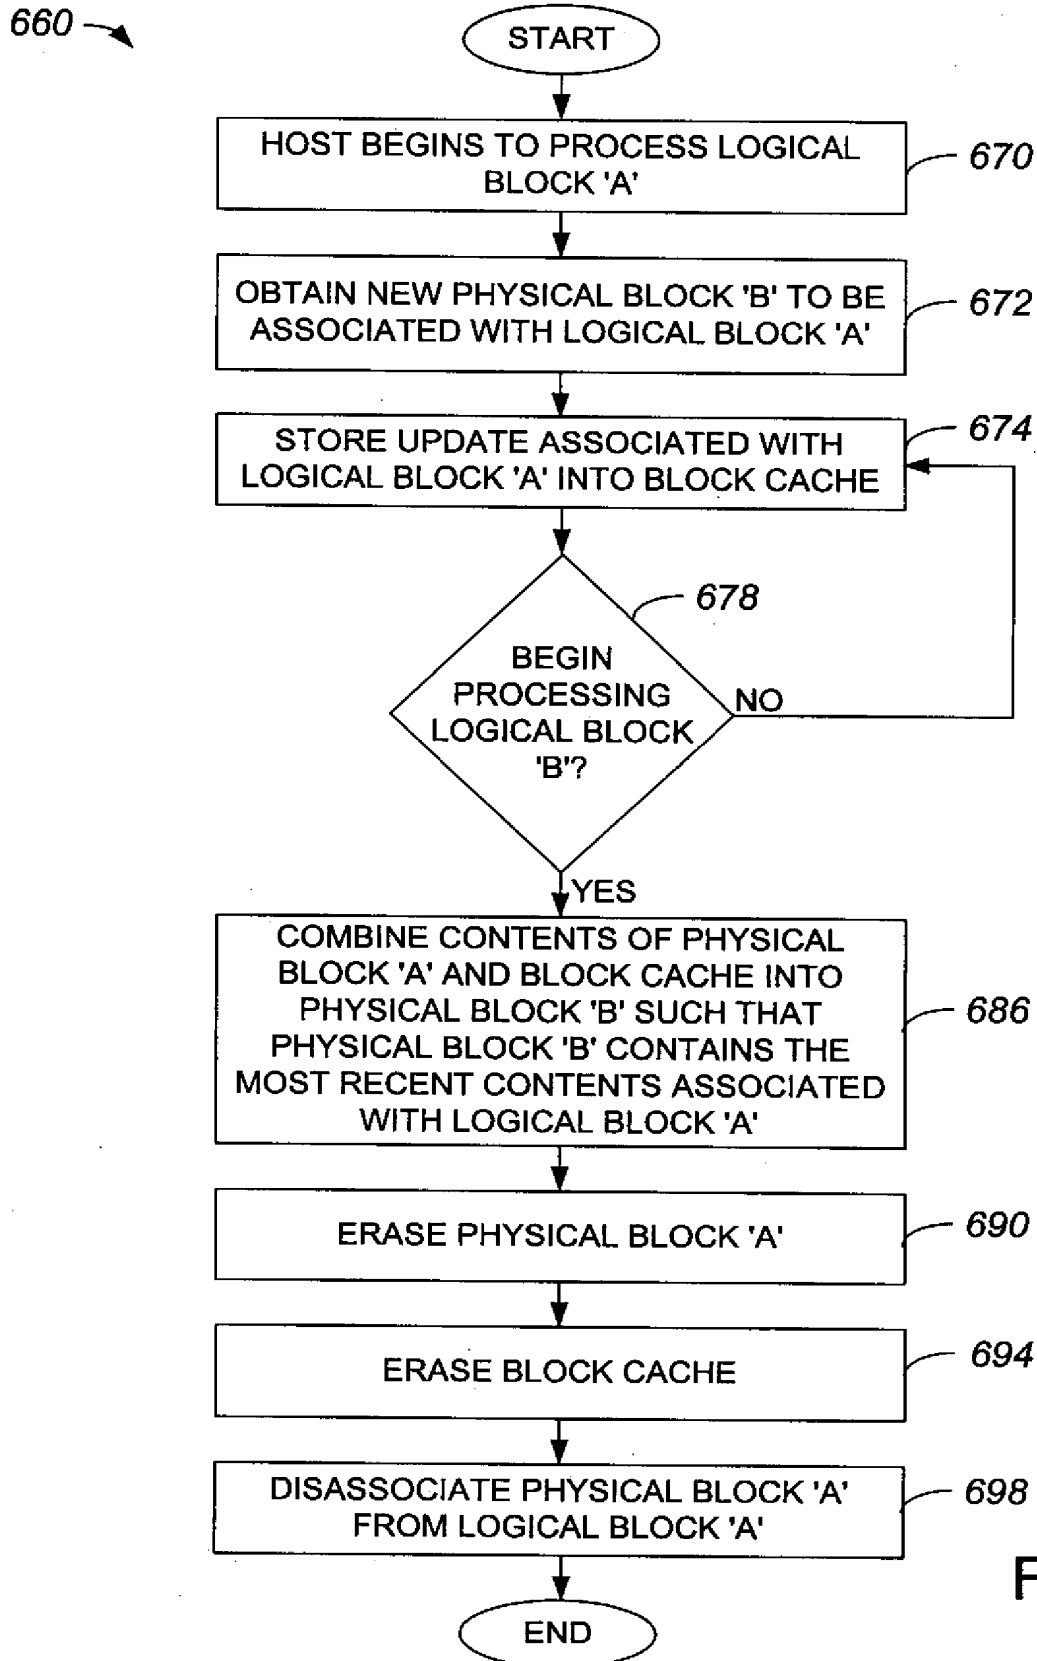 660
START
HOST BEGINS TO PROCESS LOGICAL
BLOCK 'A'
670
OBTAIN NEW PHYSICAL BLOCK 'B' TO BE
ASSOCIATED WITH LOGICAL BLOCK 'A'
672
STORE UPDATE ASSOCIATED WITH
LOGICAL BLOCK 'A' INTO BLOCK CACHE
674
678
BEGIN
PROCESSING
LOGICAL BLOCK
'B'?
NO
YES
COMBINE CONTENTS OF PHYSICAL
BLOCK 'A' AND BLOCK CACHE INTO
PHYSICAL BLOCK 'B' SUCH THAT
PHYSICAL BLOCK 'B' CONTAINS THE
MOST RECENT CONTENTS ASSOCIATED
WITH LOGICAL BLOCK 'A'
686
ERASE PHYSICAL BLOCK 'A'
690
ERASE BLOCK CACHE
694
DISASSOCIATE PHYSICAL BLOCK 'A'
FROM LOGICAL BLOCK 'A'
698
F
END